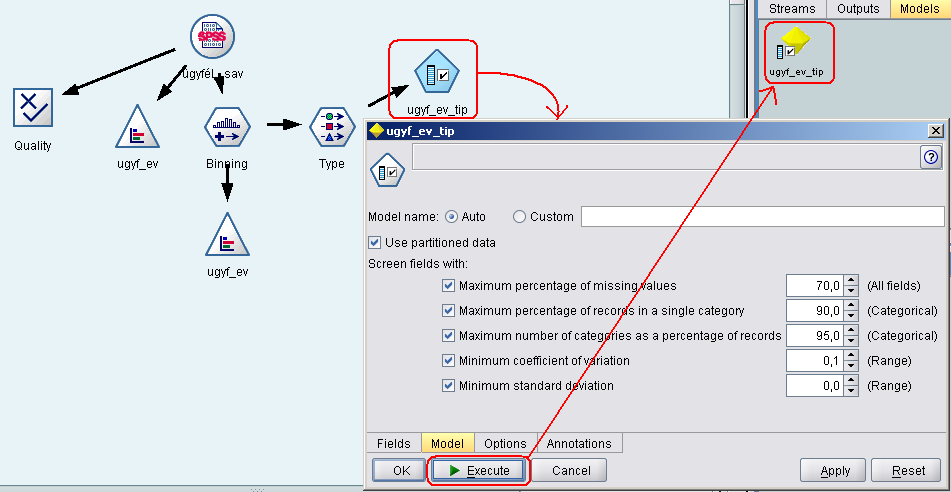 Streams Outputs Models
SPSS
ugyfél_sav
ugyf_ev_tip
Quality
ugyf_ev
Binning
Type
ugyf_ev_tip
ugyf_ev
ugyf_ev_tip
?
Model name: Auto Custom
Use partitioned data
Screen fields with:
Maximum percentage of missing values 70,0 (All fields)
Maximum percentage of records in a single category 90,0 (Categorical)
Maximum number of categories as a percentage of records 95,0 (Categorical)
Minimum coefficient of variation 0,1 (Range)
Minimum standard deviation 0,0 (Range)
Fields Model Options Annotations
OK Execute Cancel Apply Reset